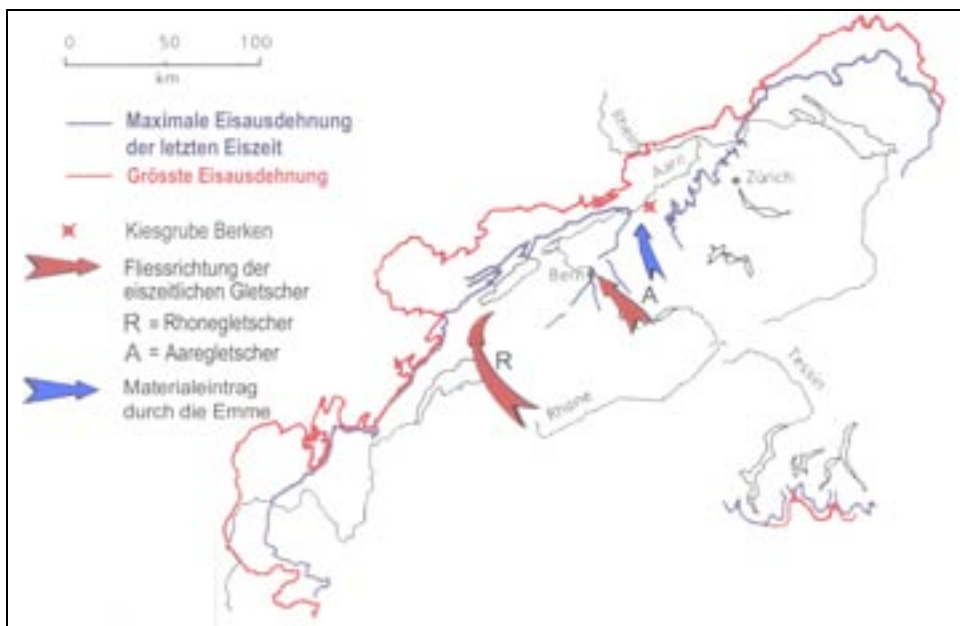 0 50 100
km
Maximale Eisausdehnung
der letzten Eiszeit
Grösste Eisausdehnung
Kiesgrube Berken
Fliessrichtung der
eiszeitlichen Gletscher
R = Rhonegletscher
A = Aaregletscher
Materialeintrag
durch die Emme
Rhein
Aare
Zürich
Bern
A
R
Rhone
Tessin